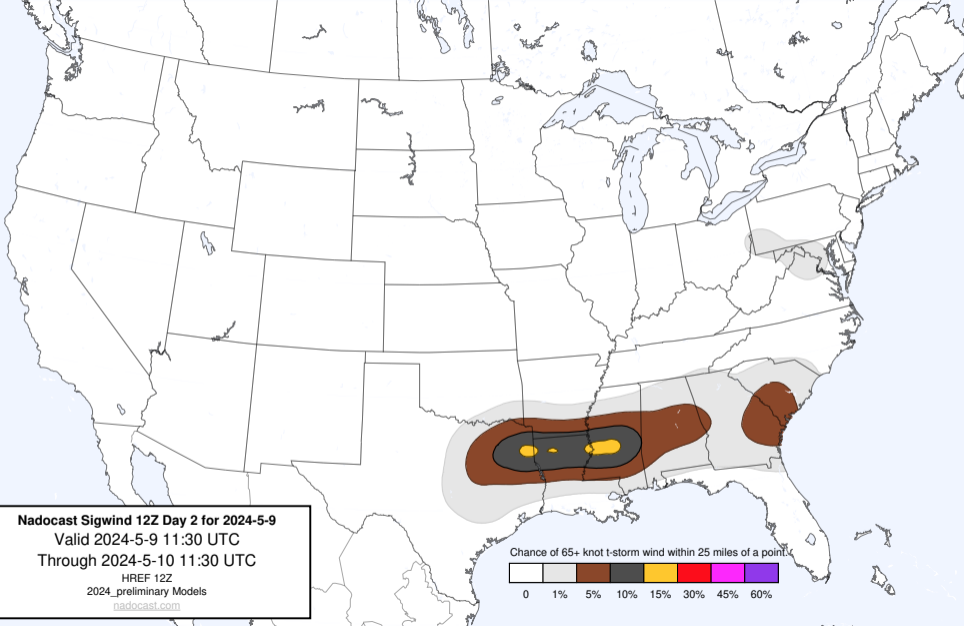 Nadocast Sigwind 12Z Day 2 for 2024-5-9
Valid 2024-5-9 11:30 UTC
Through 2024-5-10 11:30 UTC
HREF 12Z
2024_preliminary Models
nadocast.com
Chance of 65+ knot t-storm wind within 25 miles of a point.
0 1% 5% 10% 15% 30% 45% 60%